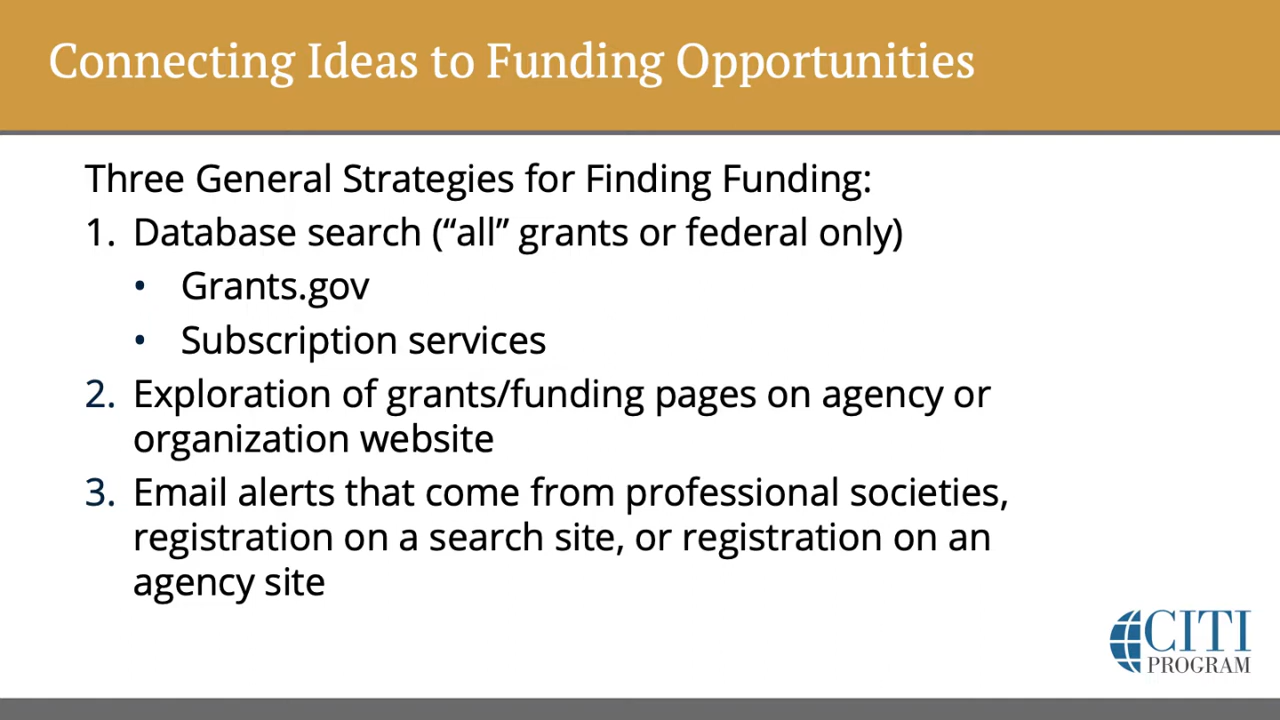 Connecting Ideas to Funding Opportunities
Three General Strategies for Finding Funding:
1. Database search (“all” grants or federal only)
• Grants.gov
• Subscription services
2. Exploration of grants/funding pages on agency or
organization website
3. Email alerts that come from professional societies,
registration on a search site, or registration on an
agency site
CITI
PROGRAM